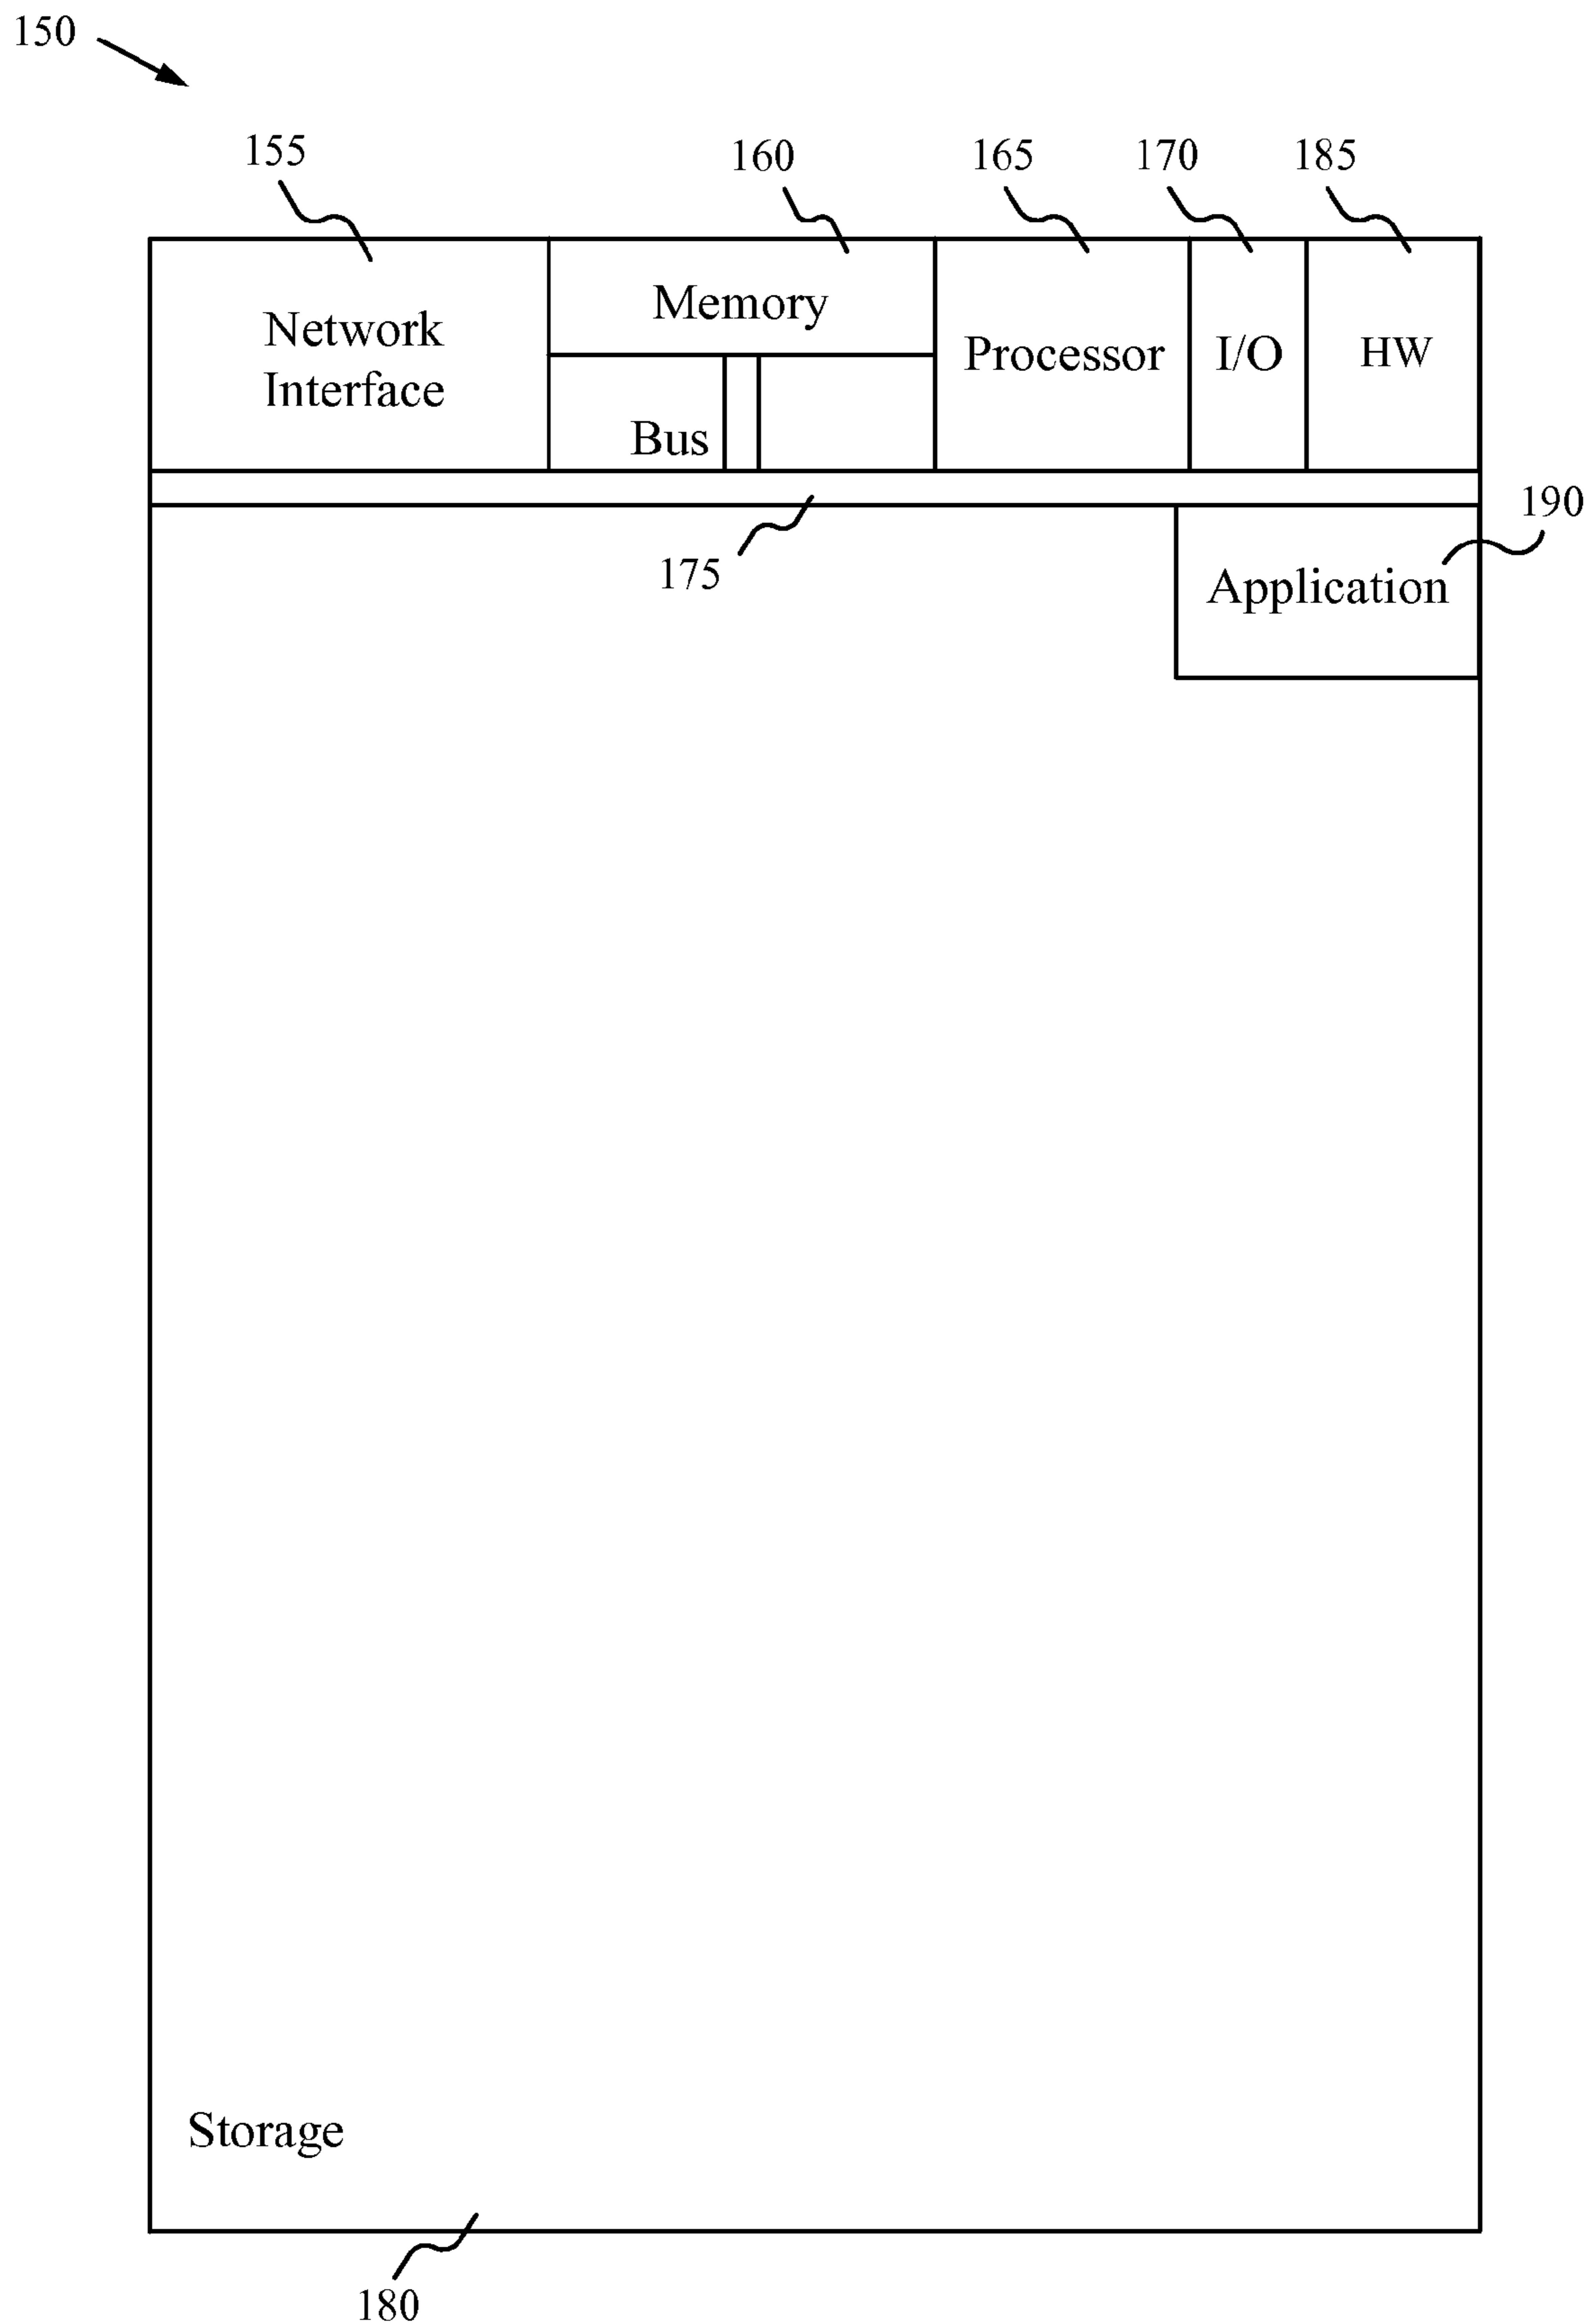 150
155
160
165
170
185
Network
Interface
Memory
Bus
Processor
I/O
HW
175
190
Application
Storage
180